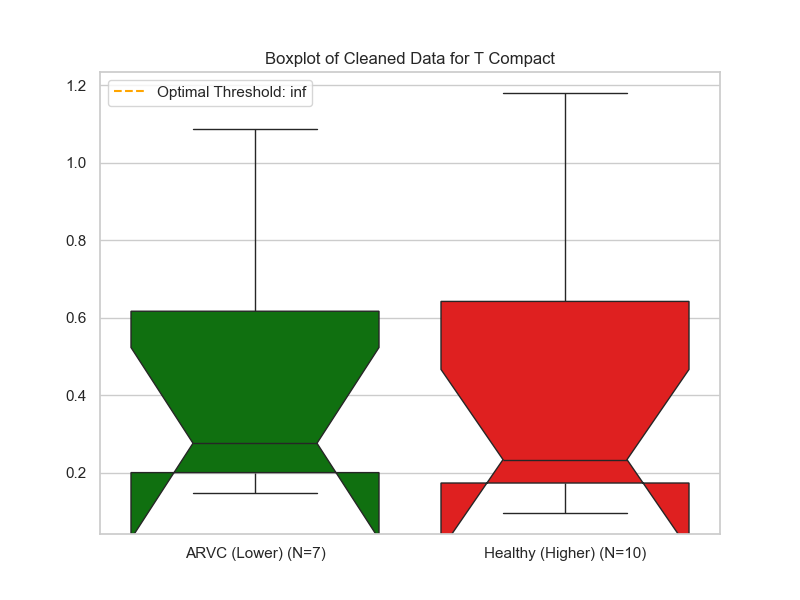 Boxplot of Cleaned Data for T Compact
Optimal Threshold: inf
1.2
1.0
0.8
0.6
0.4
0.2
ARVC (Lower) (N=7)
Healthy (Higher) (N=10)